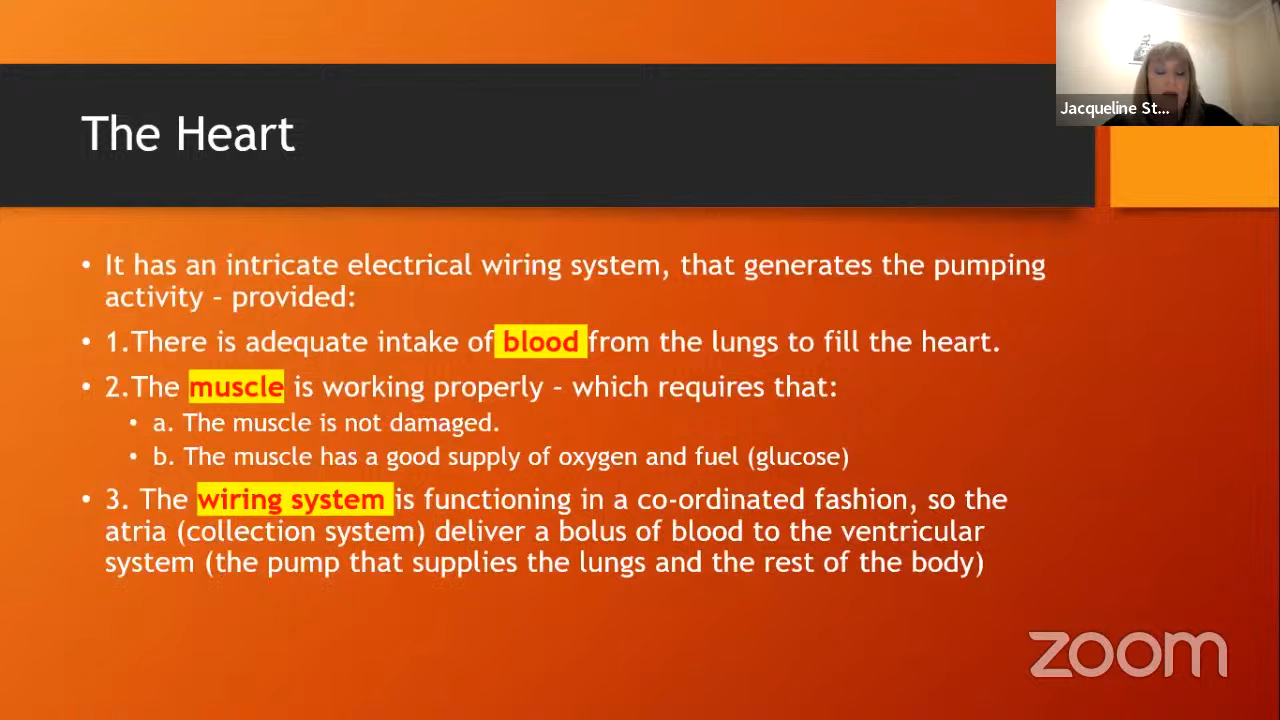 Jacqueline St...
The Heart
• It has an intricate electrical wiring system, that generates the pumping
activity – provided:
• 1.There is adequate intake of blood from the lungs to fill the heart.
• 2.The muscle is working properly – which requires that:
• a. The muscle is not damaged.
• b. The muscle has a good supply of oxygen and fuel (glucose)
• 3. The wiring system is functioning in a co-ordinated fashion, so the
atria (collection system) deliver a bolus of blood to the ventricular
system (the pump that supplies the lungs and the rest of the body)
zoom